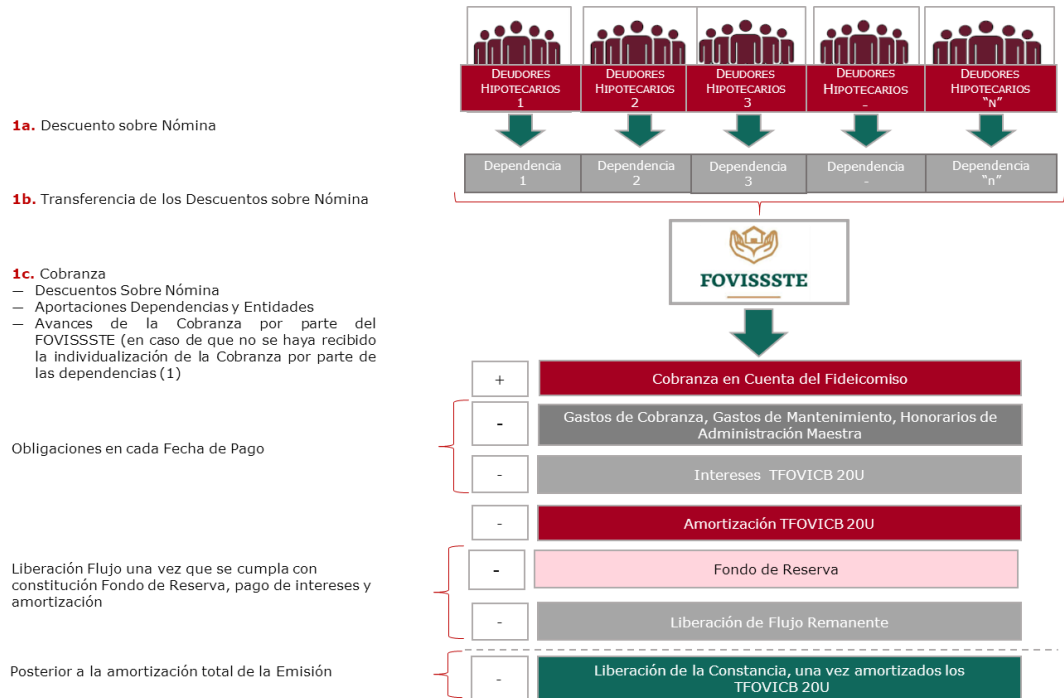 DEUDORES
HIPOTECARIOS
1
DEUDORES
HIPOTECARIOS
2
DEUDORES
HIPOTECARIOS
3
DEUDORES
HIPOTECARIOS
-
DEUDORES
HIPOTECARIOS
"N"
1a. Descuento sobre Nómina
Dependencia
1
Dependencia
2
Dependencia
3
Dependencia
-
Dependencia
"n"
1b. Transferencia de los Descuentos sobre Nómina
FOVISSSTE
1c. Cobranza
— Descuentos Sobre Nómina
— Aportaciones Dependencias y Entidades
— Avances de la Cobranza por parte del
FOVISSSTE (en caso de que no se haya recibido
la individualización de la Cobranza por parte de
las dependencias (1)
+
Cobranza en Cuenta del Fideicomiso
Obligaciones en cada Fecha de Pago
-
Gastos de Cobranza, Gastos de Mantenimiento, Honorarios de
Administración Maestra
-
Intereses TFOVICB 20U
-
Amortización TFOVICB 20U
Liberación Flujo una vez que se cumpla con
constitución Fondo de Reserva, pago de intereses y
amortización
-
Fondo de Reserva
-
Liberación de Flujo Remanente
Posterior a la amortización total de la Emisión
-
Liberación de la Constancia, una vez amortizados los
TFOVICB 20U